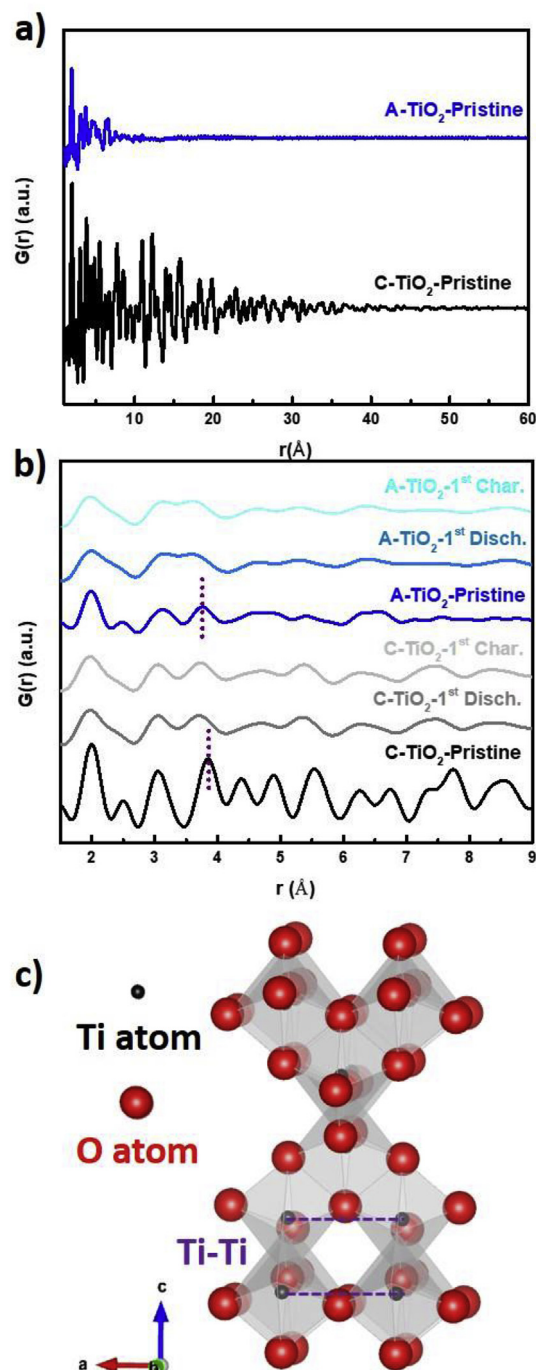 a)
A-TiO₂-Pristine
C-TiO₂-Pristine
G(r) (a.u.)
10 20 30 40 50 60
r(Å)
b)
A-TiO₂-1ˢᵗ Char.
A-TiO₂-1ˢᵗ Disch.
A-TiO₂-Pristine
C-TiO₂-1ˢᵗ Char.
C-TiO₂-1ˢᵗ Disch.
C-TiO₂-Pristine
G(r) (a.u.)
2 3 4 5 6 7 8 9
r (Å)
c)
Ti atom
O atom
Ti-Ti
c
a